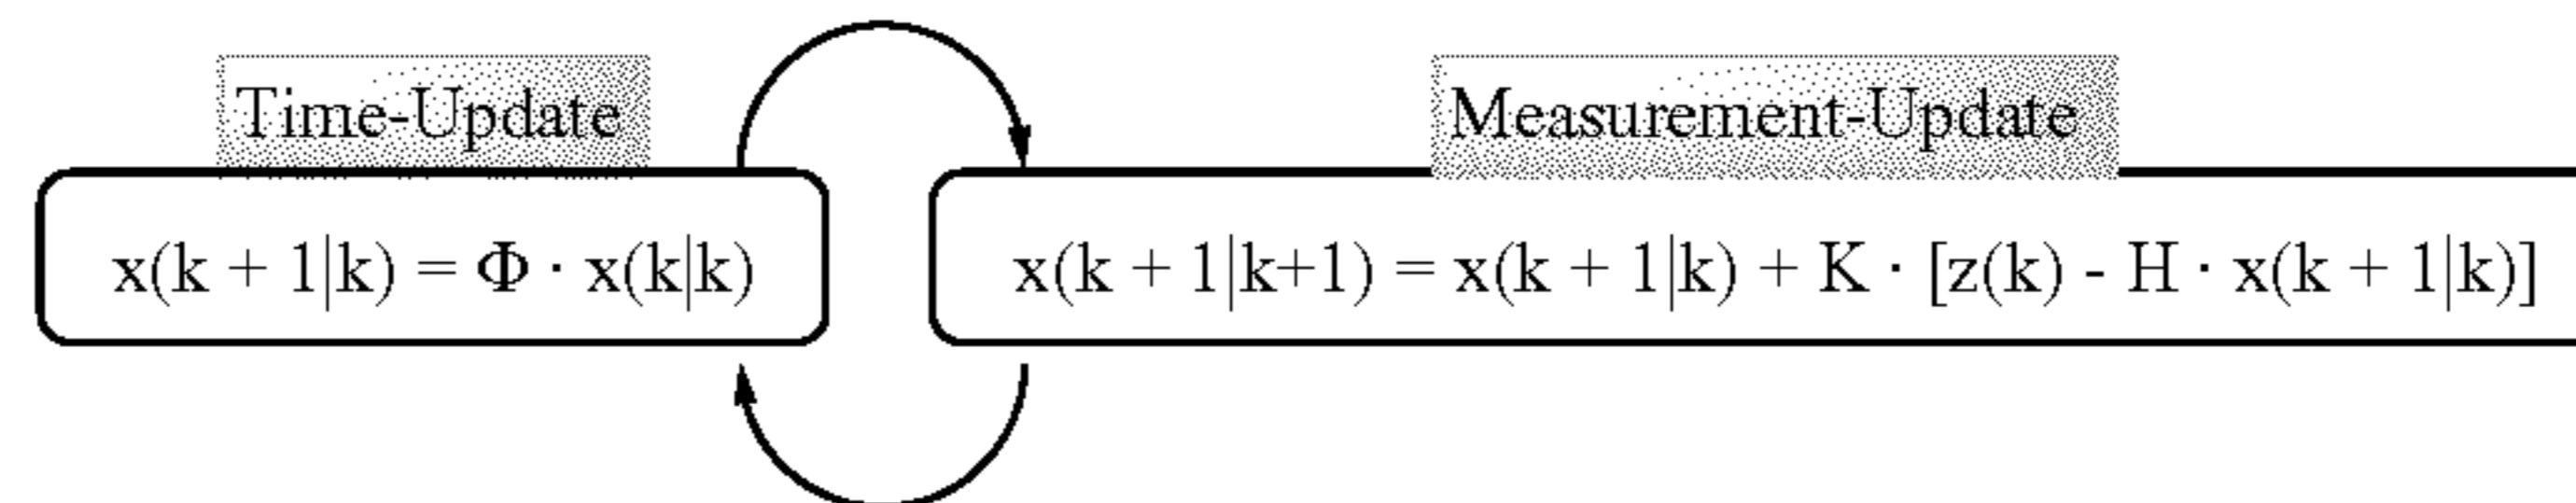 Time-Update
Measurement-Update
x(k + 1|k) = Φ · x(k|k)
x(k + 1|k+1) = x(k + 1|k) + K · [z(k) - H · x(k + 1|k)]